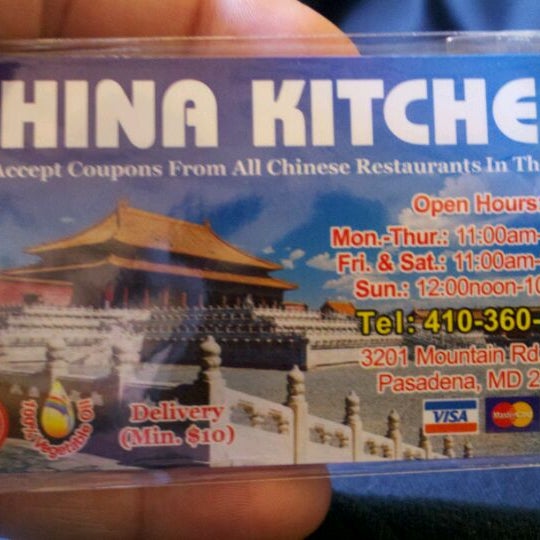 HINA KITCHE
Accept Coupons From All Chinese Restaurants In Th
Open Hours:
Mon.-Thur.: 11:00am-
Fri. & Sat.: 11:00am-
Sun.: 12:00noon-10
Tel: 410-360-
3201 Mountain Rd
Pasadena, MD 2
100% Vegetable Oil
Delivery
(Min. $10)
VISA
MasterCard